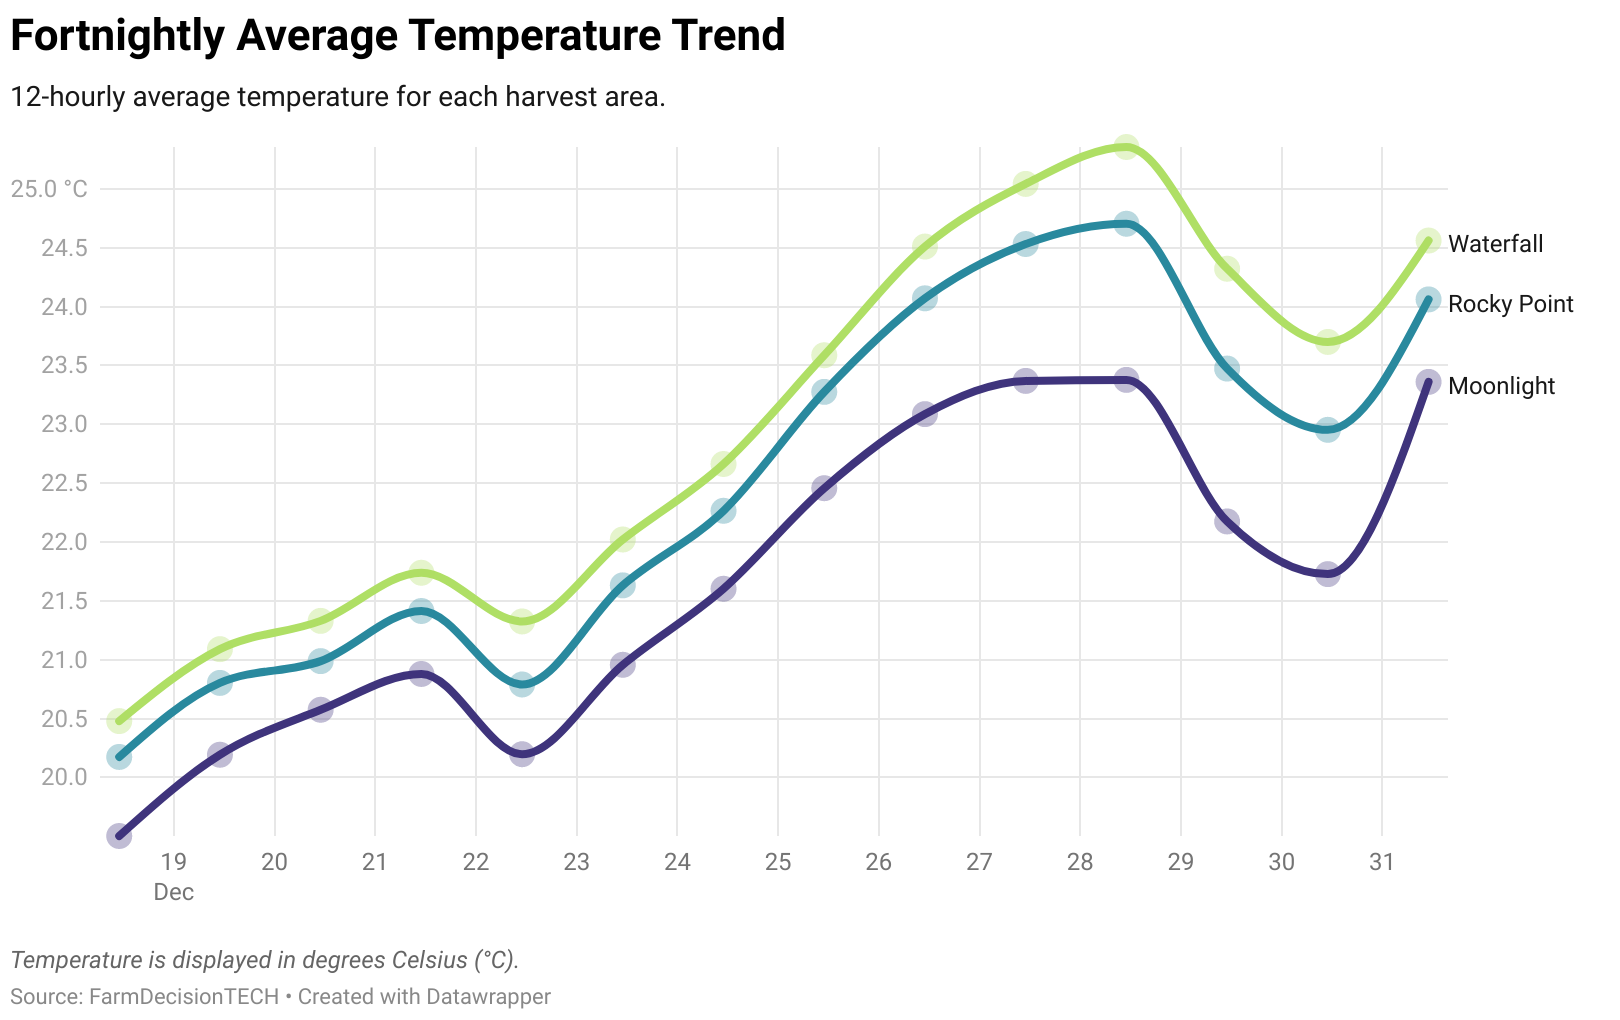 Fortnightly Average Temperature Trend
12-hourly average temperature for each harvest area.
25.0 °C
24.5
24.0
23.5
23.0
22.5
22.0
21.5
21.0
20.5
20.0
Waterfall
Rocky Point
Moonlight
19 20 21 22 23 24 25 26 27 28 29 30 31
Dec
Temperature is displayed in degrees Celsius (°C).
Source: FarmDecisionTECH • Created with Datawrapper